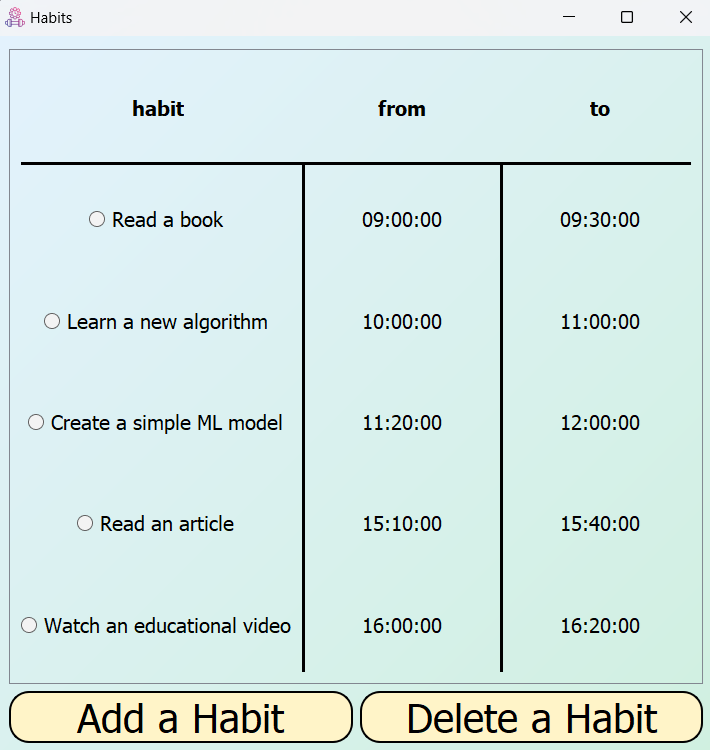 Habits
habit from to
Read a book 09:00:00 09:30:00
Learn a new algorithm 10:00:00 11:00:00
Create a simple ML model 11:20:00 12:00:00
Read an article 15:10:00 15:40:00
Watch an educational video 16:00:00 16:20:00
Add a Habit Delete a Habit